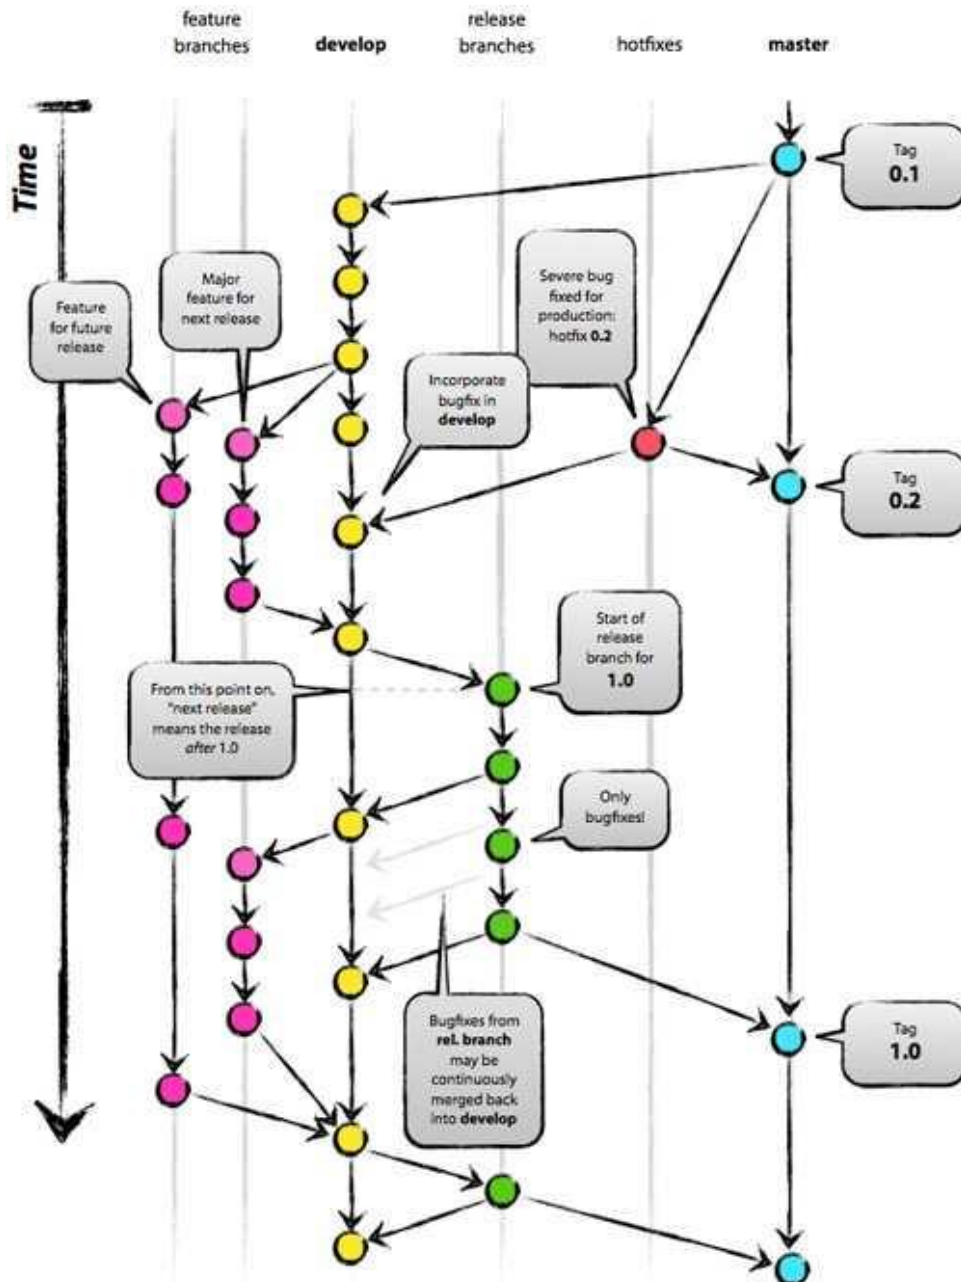 feature
branches
develop
release
branches
hotfixes
master
Time
Tag
0.1
Major
feature for
next release
Severe bug
fixed for
production:
hotfix 0.2
Feature
for future
release
Incorporate
bugfix in
develop
Tag
0.2
Start of
release
branch for
1.0
From this point on,
"next release"
means the release
after 1.0
Only
bugfixes!
Bugfixes from
rel. branch
may be
continuously
merged back
into develop
Tag
1.0